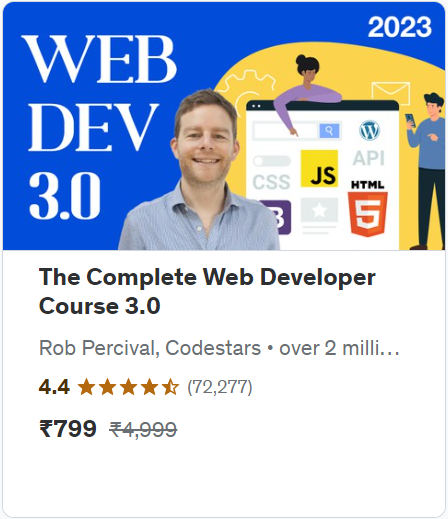 2023
WEB
DEV
3.0
API
CSS
JS
HTML
5
The Complete Web Developer
Course 3.0
Rob Percival, Codestars • over 2 milli...
4.4 (72,277)
₹799 ₹4,999